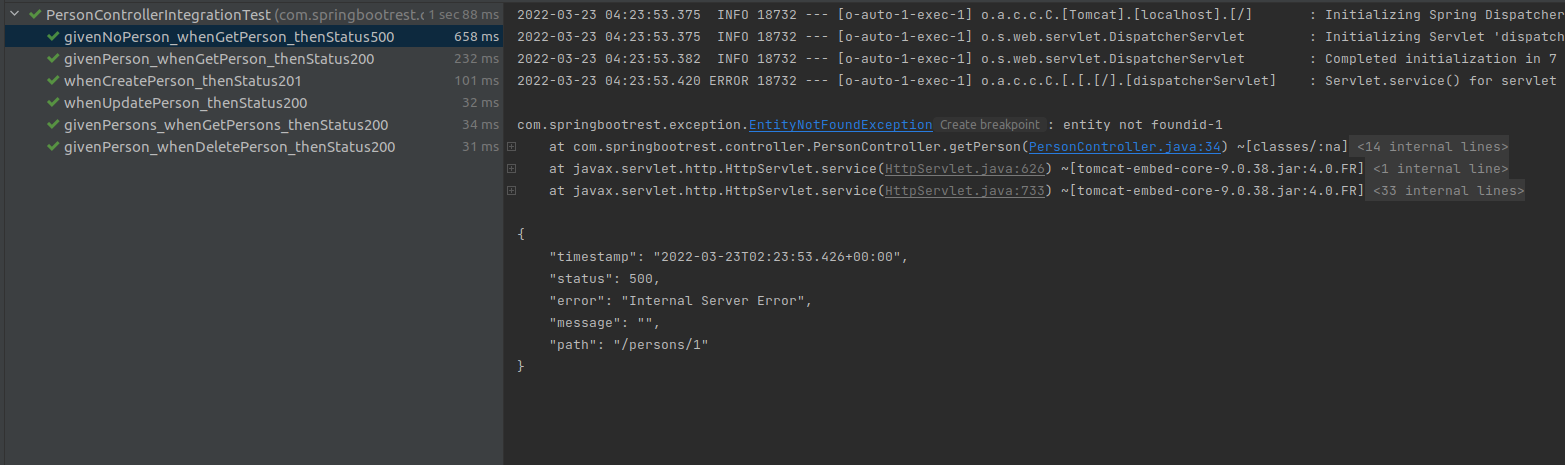 PersonControllerIntegrationTest (com.springbootrest.c 1 sec 88 ms
givenNoPerson_whenGetPerson_thenStatus500 658 ms
givenPerson_whenGetPerson_thenStatus200 232 ms
whenCreatePerson_thenStatus201 101 ms
whenUpdatePerson_thenStatus200 32 ms
givenPersons_whenGetPersons_thenStatus200 34 ms
givenPerson_whenDeletePerson_thenStatus200 31 ms
2022-03-23 04:23:53.375  INFO 18732 --- [o-auto-1-exec-1] o.a.c.c.C.[Tomcat].[localhost].[/]       : Initializing Spring Dispatcher
2022-03-23 04:23:53.375  INFO 18732 --- [o-auto-1-exec-1] o.s.web.servlet.DispatcherServlet        : Initializing Servlet 'dispatch
2022-03-23 04:23:53.382  INFO 18732 --- [o-auto-1-exec-1] o.s.web.servlet.DispatcherServlet        : Completed initialization in 7
2022-03-23 04:23:53.420 ERROR 18732 --- [o-auto-1-exec-1] o.a.c.c.C.[.[.[/].[dispatcherServlet]    : Servlet.service() for servlet
com.springbootrest.exception.EntityNotFoundException Create breakpoint : entity not foundid-1
at com.springbootrest.controller.PersonController.getPerson(PersonController.java:34) ~[classes/:na] <14 internal lines>
at javax.servlet.http.HttpServlet.service(HttpServlet.java:626) ~[tomcat-embed-core-9.0.38.jar:4.0.FR] <1 internal line>
at javax.servlet.http.HttpServlet.service(HttpServlet.java:733) ~[tomcat-embed-core-9.0.38.jar:4.0.FR] <33 internal lines>
{
"timestamp": "2022-03-23T02:23:53.426+00:00",
"status": 500,
"error": "Internal Server Error",
"message": "",
"path": "/persons/1"
}